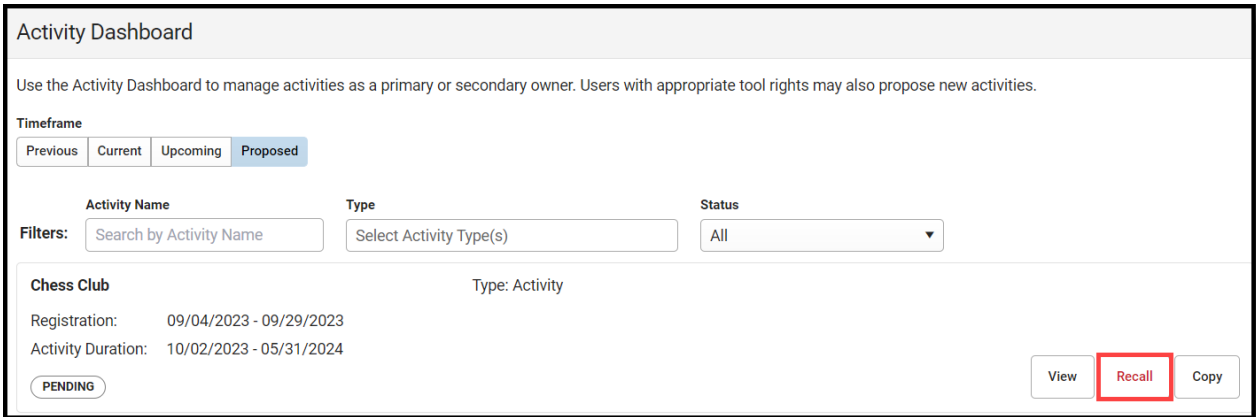 Activity Dashboard
Use the Activity Dashboard to manage activities as a primary or secondary owner. Users with appropriate tool rights may also propose new activities.
Timeframe
Previous Current Upcoming Proposed
Activity Name Type Status
Filters: Search by Activity Name Select Activity Type(s) All
Chess Club Type: Activity
Registration: 09/04/2023 - 09/29/2023
Activity Duration: 10/02/2023 - 05/31/2024
PENDING View Recall Copy